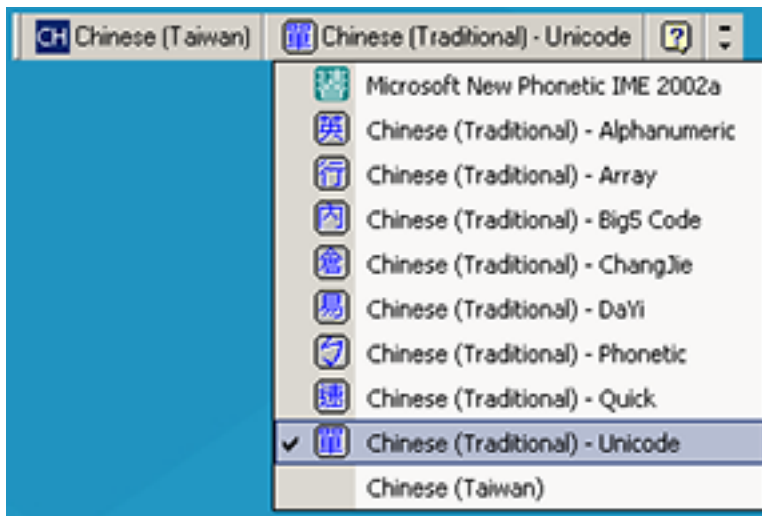 CH Chinese (Taiwan) 單 Chinese (Traditional) - Unicode ?
Microsoft New Phonetic IME 2002a
英 Chinese (Traditional) - Alphanumeric
行 Chinese (Traditional) - Array
內 Chinese (Traditional) - Big5 Code
倉 Chinese (Traditional) - ChangJie
易 Chinese (Traditional) - DaYi
ㄅ Chinese (Traditional) - Phonetic
速 Chinese (Traditional) - Quick
單 Chinese (Traditional) - Unicode
Chinese (Taiwan)